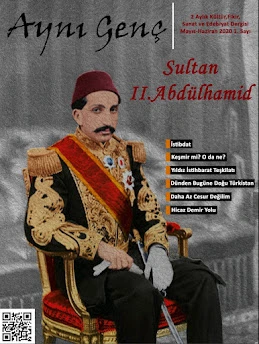 Aynı Genç
2 Aylık Kültür,Fikir,
Sanat ve Edebiyat Dergisi
Mayıs-Haziran 2020 1. Sayı
Sultan
II.Abdülhamid
İstibdat
Keşmir mi? O da ne?
Yıldız İstihbarat Teşkilatı
Dünden Bugüne Doğu Türkistan
Daha Az Cesur Değilim
Hicaz Demir Yolu